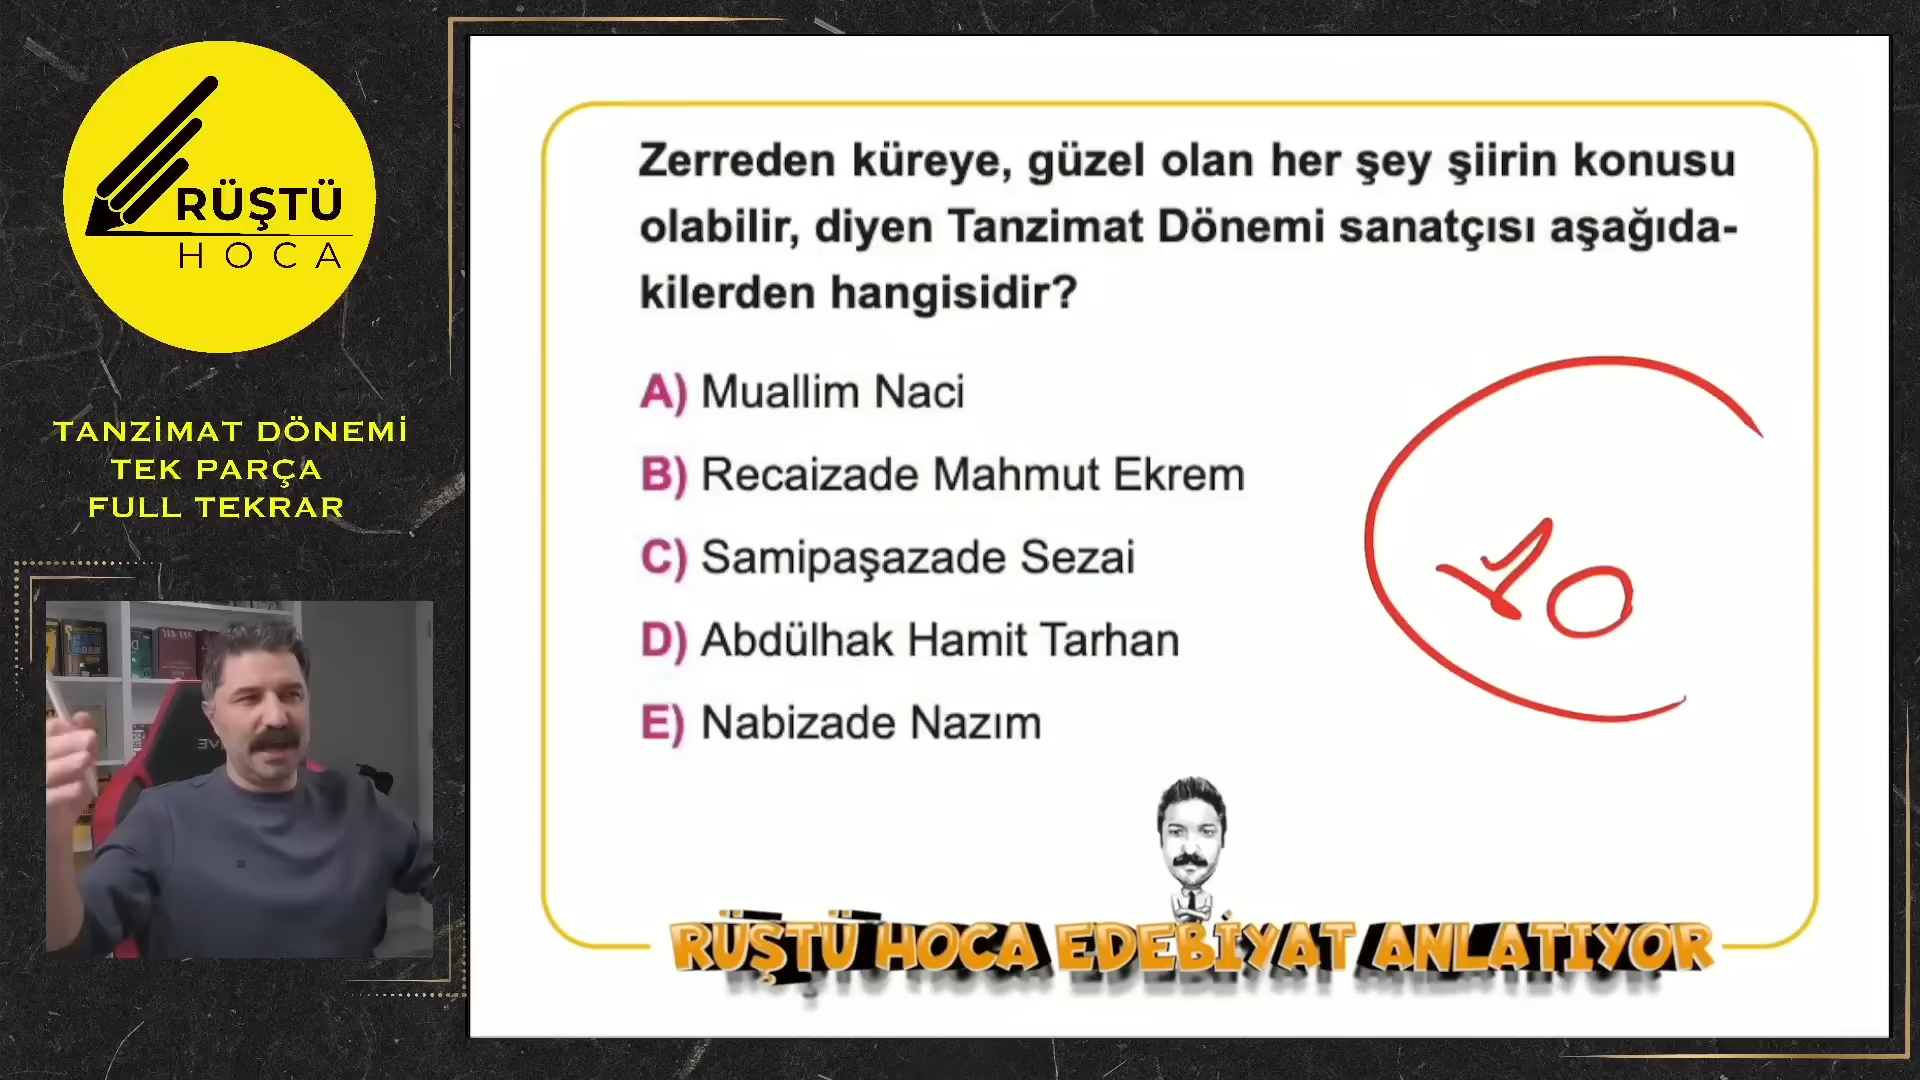 RÜŞTÜ
HOCA
TANZİMAT DÖNEMİ
TEK PARÇA
FULL TEKRAR
Zerreden küreye, güzel olan her şey şiirin konusu
olabilir, diyen Tanzimat Dönemi sanatçısı aşağıda-
kilerden hangisidir?
A) Muallim Naci
B) Recaizade Mahmut Ekrem
C) Samipaşazade Sezai
D) Abdülhak Hamit Tarhan
E) Nabizade Nazım
10
RÜŞTÜ HOCA EDEBİYAT ANLATIYOR